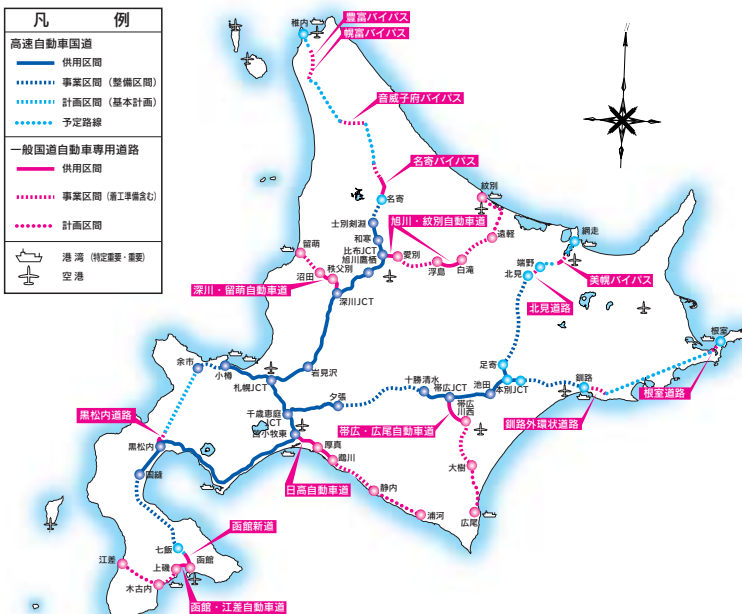 凡　例
高速自動車国道
供用区間
事業区間（整備区間）
計画区間（基本計画）
予定路線
一般国道自動車専用道路
供用区間
事業区間（着工準備含む）
計画区間
港湾（特定重要・重要）
空港
稚内
豊富バイパス
幌富バイパス
音威子府バイパス
名寄バイパス
名寄
紋別
士別剣淵
旭川・紋別自動車道
和寒
網走
留萌
比布JCT
愛別
遠軽
旭川鷹栖
端野
沼田
秩父別
浮島
白滝
北見
美幌バイパス
深川・留萌自動車道
深川JCT
北見道路
根室
余市
小樽
岩見沢
足寄
札幌JCT
十勝清水
帯広JCT
池田
本別JCT
釧路
夕張
根室道路
千歳恵庭
JCT
帯広
川西
釧路外環状道路
黒松内道路
苫小牧東
帯広・広尾自動車道
黒松内
厚真
鵡川
大樹
国縫
日高自動車道
静内
浦河
広尾
函館新道
七飯
江差
上磯
函館
木古内
函館・江差自動車道